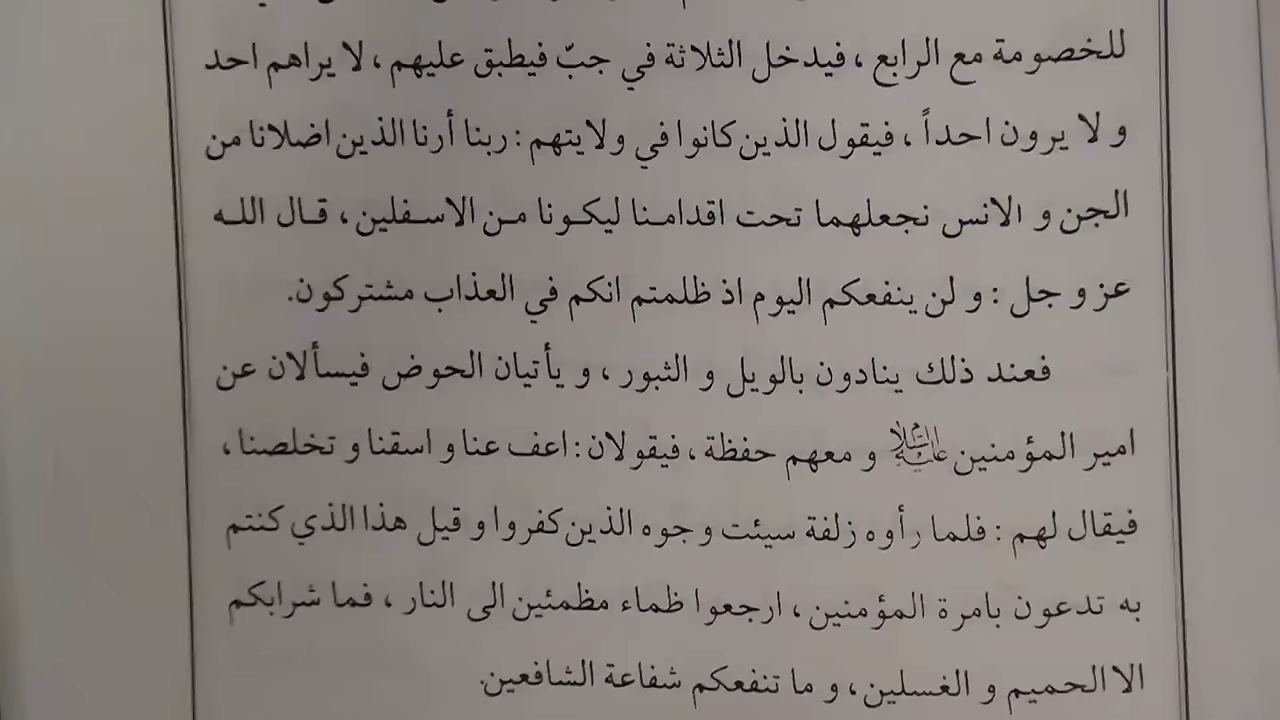 للخصومة مع الرابع ، فيدخل الثلاثة في جبّ فيطبق عليهم ، لا يراهم احد
و لا يرون احداً ، فيقول الذين كانوا في ولايتهم : ربنا أرنا الذين اضلانا من
الجن و الانس نجعلهما تحت اقدامنا ليكونا من الاسفلين ، قال الله
عز و جل : و لن ينفعكم اليوم اذ ظلمتم انكم في العذاب مشتركون.
فعند ذلك ينادون بالويل و الثبور ، و يأتيان الحوض فيسألان عن
امير المؤمنين عليه السلام و معهم حفظة ، فيقولان : اعف عنا و اسقنا و تخلصنا ،
فيقال لهم : فلما رأوه زلفة سيئت وجوه الذين كفروا و قيل هذا الذي كنتم
به تدعون بامرة المؤمنين ، ارجعوا ظماء مظمئين الى النار ، فما شرابكم
الا الحميم و الغسلين ، و ما تنفعكم شفاعة الشافعين.